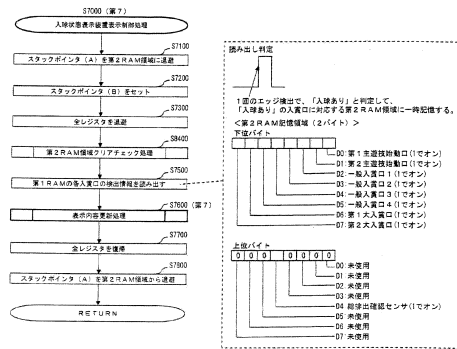 S7000（第7）
入球状態表示装置表示制御処理
S7100
スタックポインタ（A）を第2RAM領域に退避
S7200
スタックポインタ（B）をセット
S7300
全レジスタを退避
S8400
第2RAM領域クリアチェック処理
S7500
第1RAMの各入賞口の検出情報を読み出す
S7600（第7）
表示内容更新処理
S7700
全レジスタを復帰
S7800
スタックポインタ（A）を第2RAM領域から退避
RETURN
読み出し判定
1回のエッジ検出で、「入球あり」と判定して、
「入球あり」の入賞口に対応する第2RAM領域に一時記憶する。
＜第2RAM記憶領域（2バイト）＞
下位バイト
D0:第1主遊技始動口(1でオン)
D1:第2主遊技始動口(1でオン)
D2:一般入賞口1(1でオン)
D3:一般入賞口2(1でオン)
D4:一般入賞口3(1でオン)
D5:一般入賞口4(1でオン)
D6:第1大入賞口(1でオン)
D7:第2大入賞口(1でオン)
上位バイト
0 0 0 0 0 0 0
D0:未使用
D1:未使用
D2:未使用
D3:未使用
D4:総排出確認センサ(1でオン)
D5:未使用
D6:未使用
D7:未使用